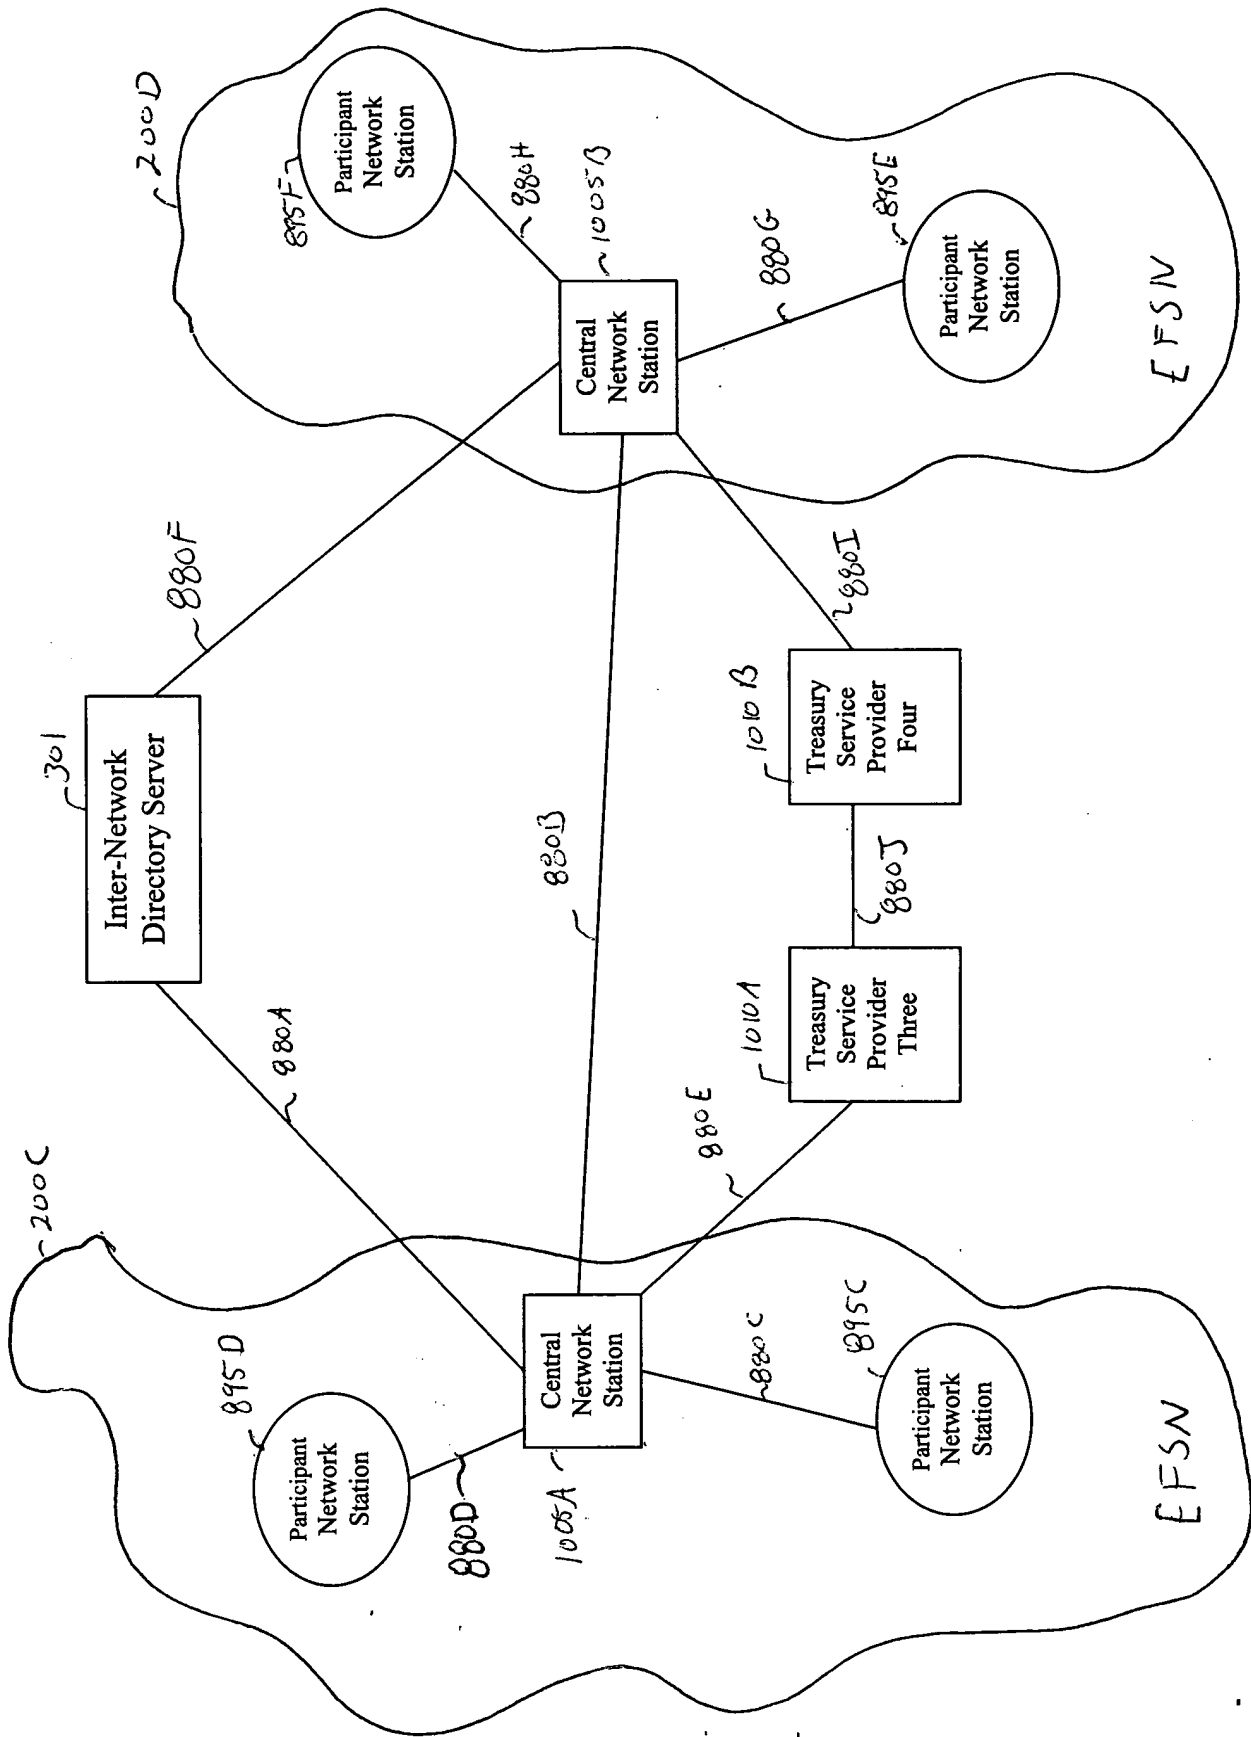 200C
895D
Participant
Network
Station
880D
1005A
Central
Network
Station
880C
895C
Participant
Network
Station
EFSN
880A
301
Inter-Network
Directory Server
880F
880B
880E
1010A
Treasury
Service
Provider
Three
880J
1010B
Treasury
Service
Provider
Four
880I
200D
895F
Participant
Network
Station
880H
1005B
Central
Network
Station
880G
895E
Participant
Network
Station
EFSN